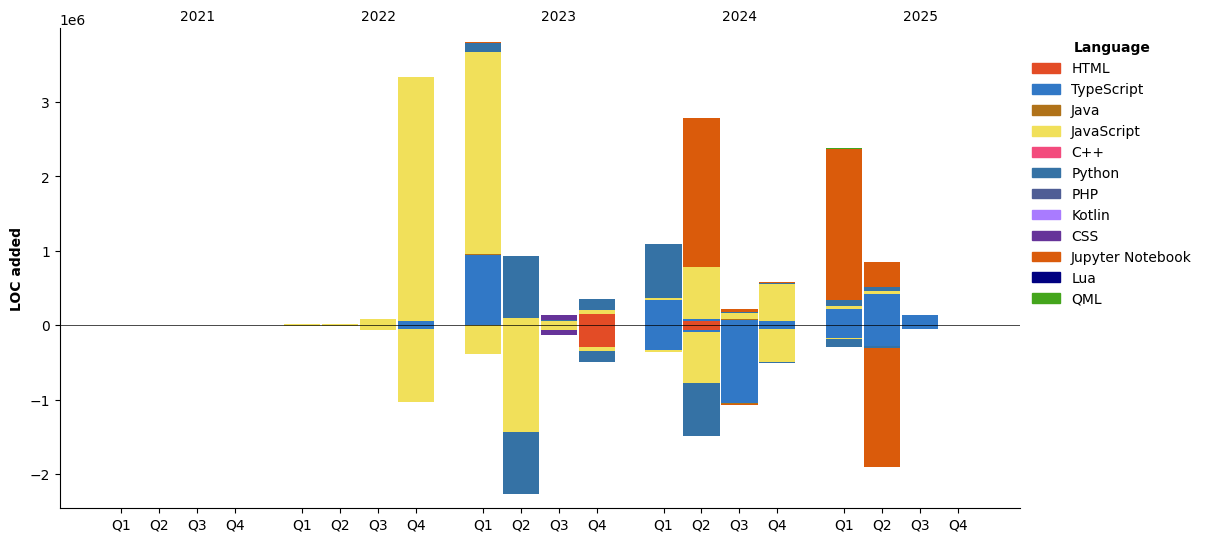 1e6
2021 2022 2023 2024 2025
LOC added
3
2
1
0
−1
−2
Q1 Q2 Q3 Q4 Q1 Q2 Q3 Q4 Q1 Q2 Q3 Q4 Q1 Q2 Q3 Q4 Q1 Q2 Q3 Q4
Language
HTML
TypeScript
Java
JavaScript
C++
Python
PHP
Kotlin
CSS
Jupyter Notebook
Lua
QML